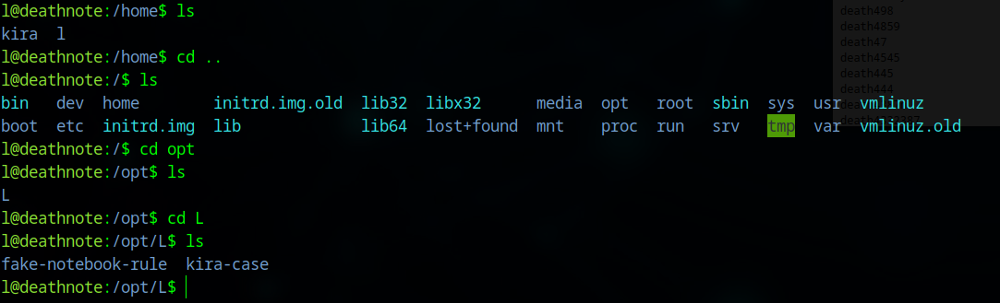 l@deathnote:/home$ ls
kira  l
l@deathnote:/home$ cd ..
l@deathnote:/$ ls
bin   dev  home        initrd.img.old  lib32  libx32      media  opt   root  sbin  sys  usr  vmlinuz
boot  etc  initrd.img  lib             lib64  lost+found  mnt    proc  run   srv   tmp  var  vmlinuz.old
l@deathnote:/$ cd opt
l@deathnote:/opt$ ls
L
l@deathnote:/opt$ cd L
l@deathnote:/opt/L$ ls
fake-notebook-rule  kira-case
l@deathnote:/opt/L$
death498
death4859
death47
death4545
death445
death444